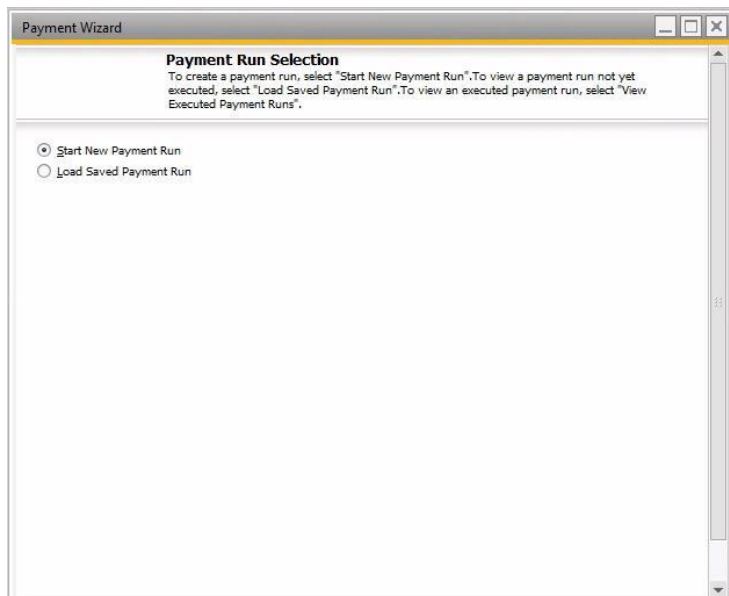 Payment Wizard
Payment Run Selection
To create a payment run, select "Start New Payment Run".To view a payment run not yet
executed, select "Load Saved Payment Run".To view an executed payment run, select "View
Executed Payment Runs".
Start New Payment Run
Load Saved Payment Run